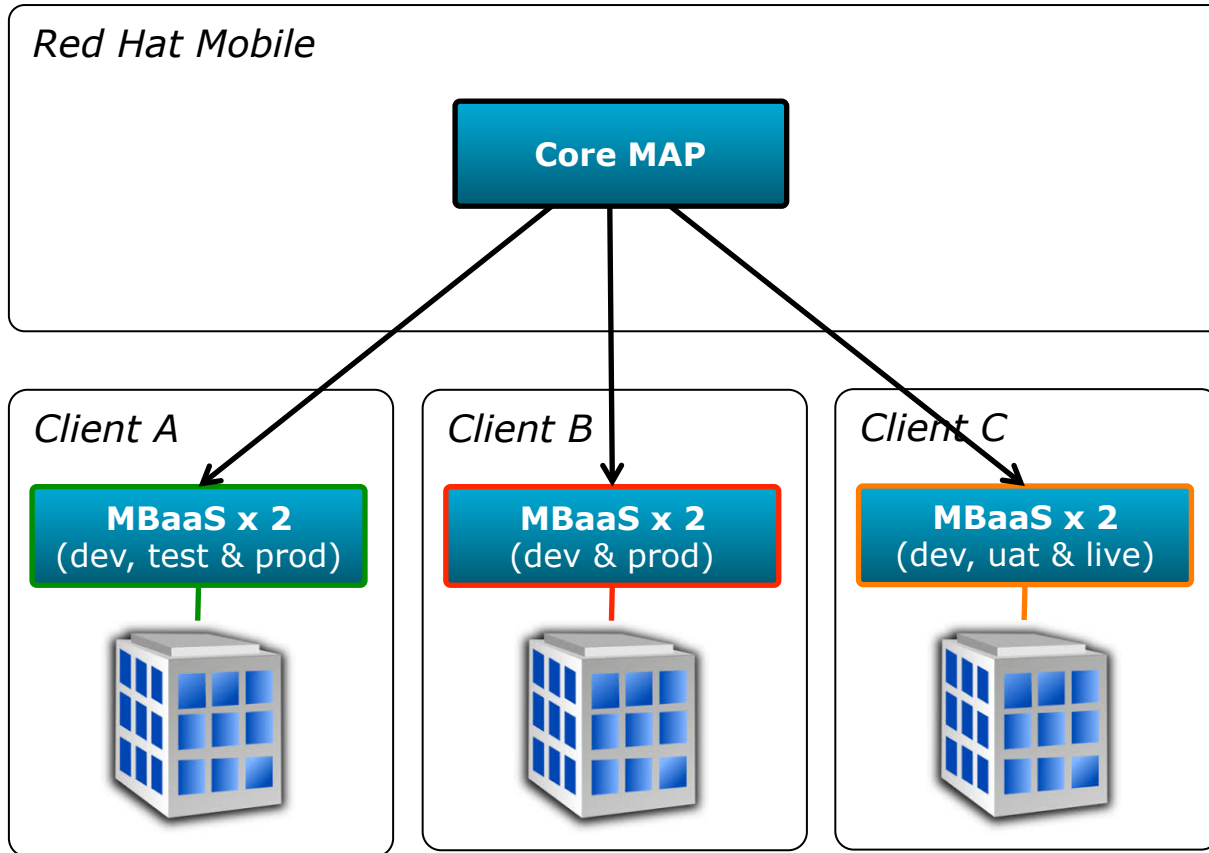 Red Hat Mobile
Core MAP
Client A
MBaaS x 2
(dev, test & prod)
Client B
MBaaS x 2
(dev & prod)
Client C
MBaaS x 2
(dev, uat & live)